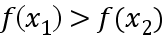 f(x₁) > f(x₂)